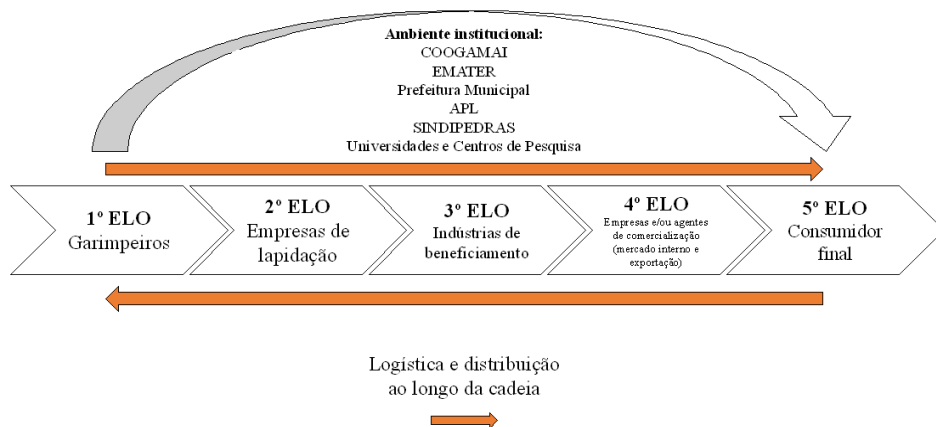 Ambiente institucional:
COOGAMAI
EMATER
Prefeitura Municipal
APL
SINDIPEDRAS
Universidades e Centros de Pesquisa
1º ELO
Garimpeiros
2º ELO
Empresas de
lapidação
3º ELO
Indústrias de
beneficiamento
4º ELO
Empresas e/ou agentes
de comercialização
(mercado interno e
exportação)
5º ELO
Consumidor
final
Logística e distribuição
ao longo da cadeia